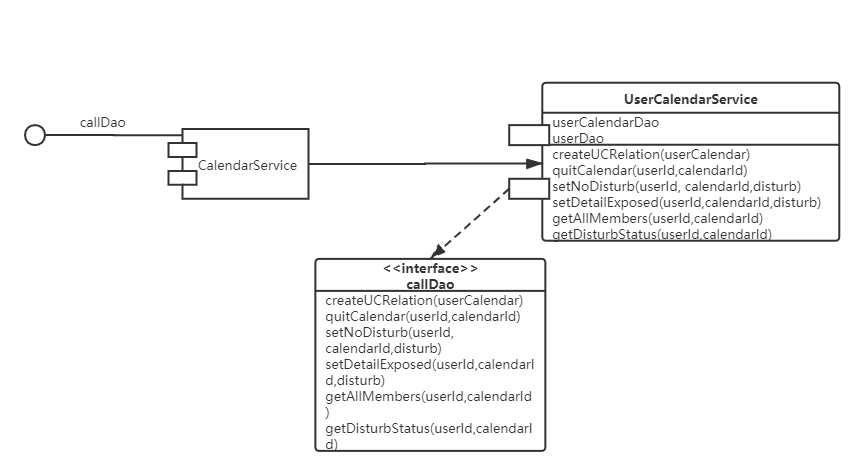 callDao
CalendarService
UserCalendarService
userCalendarDao
userDao
createUCRelation(userCalendar)
quitCalendar(userId,calendarId)
setNoDisturb(userId, calendarId,disturb)
setDetailExposed(userId,calendarId,disturb)
getAllMembers(userId,calendarId)
getDisturbStatus(userId,calendarId)
<<interface>>
callDao
createUCRelation(userCalendar)
quitCalendar(userId,calendarId)
setNoDisturb(userId,
calendarId,disturb)
setDetailExposed(userId,calendarI
d,disturb)
getAllMembers(userId,calendarId
)
getDisturbStatus(userId,calendarI
d)